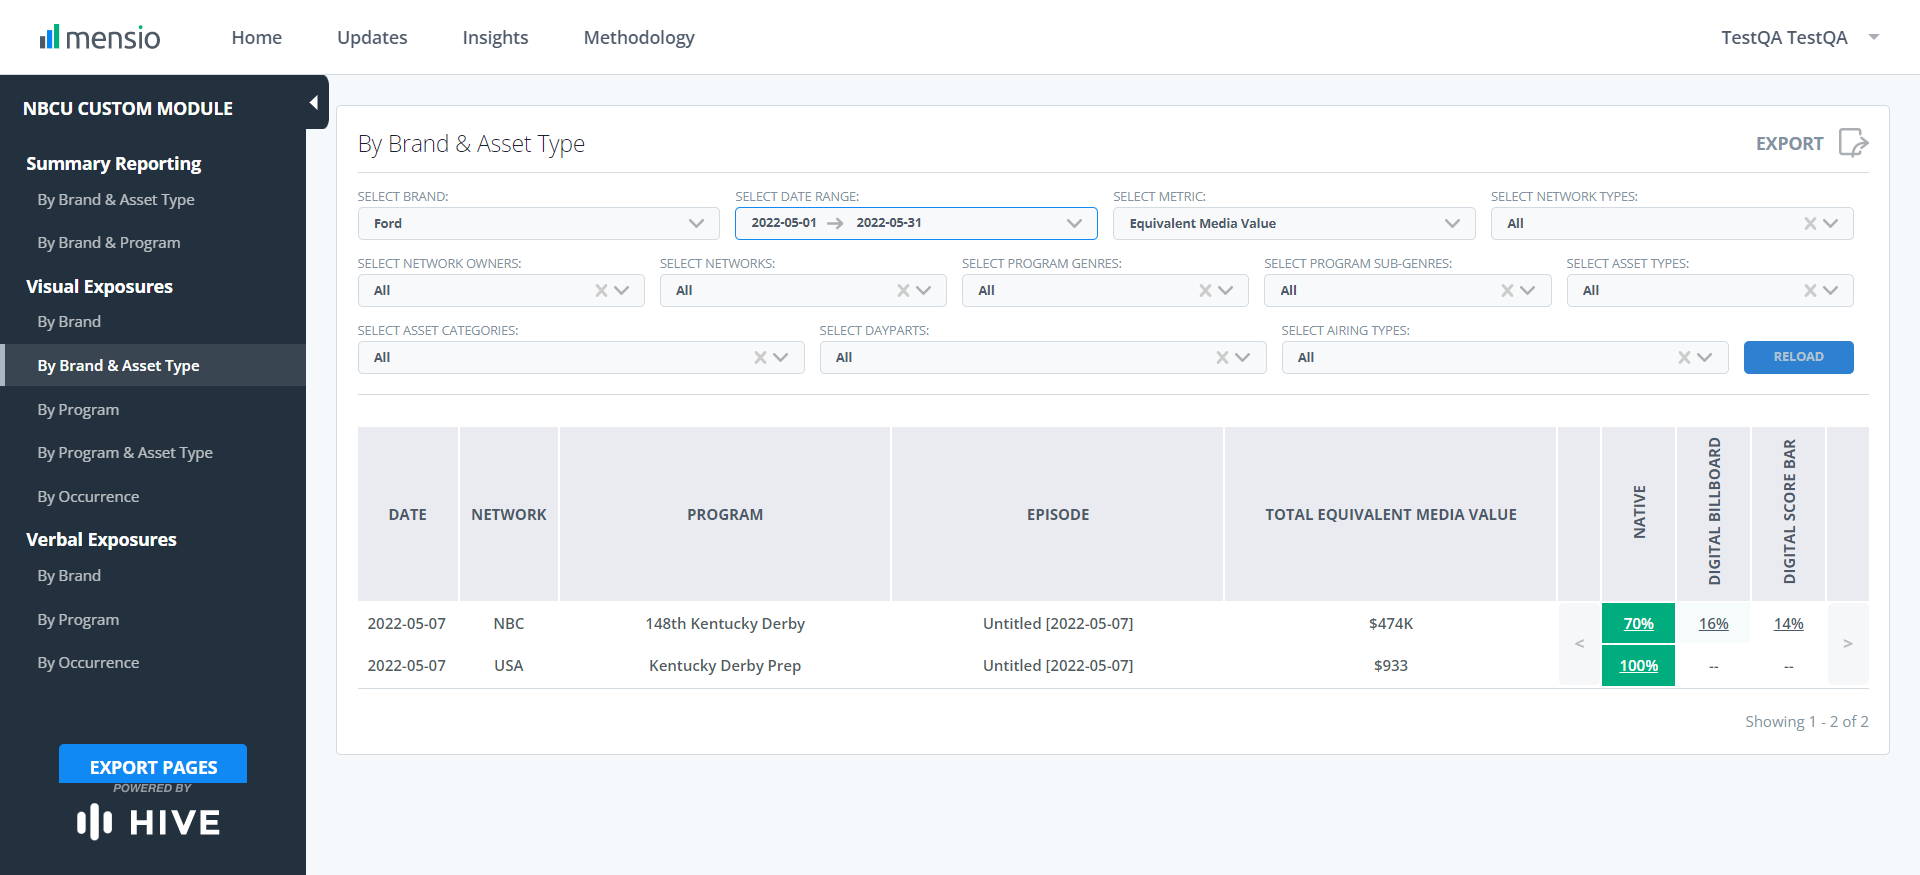 mensio
Home
Updates
Insights
Methodology
TestQA TestQA
NBCU CUSTOM MODULE
Summary Reporting
By Brand & Asset Type
By Brand & Program
Visual Exposures
By Brand
By Brand & Asset Type
By Program
By Program & Asset Type
By Occurrence
Verbal Exposures
By Brand
By Program
By Occurrence
EXPORT PAGES
POWERED BY
HIVE
By Brand & Asset Type
EXPORT
SELECT BRAND:
Ford
SELECT DATE RANGE:
2022-05-01 → 2022-05-31
SELECT METRIC:
Equivalent Media Value
SELECT NETWORK TYPES:
All
SELECT NETWORK OWNERS:
All
SELECT NETWORKS:
All
SELECT PROGRAM GENRES:
All
SELECT PROGRAM SUB-GENRES:
All
SELECT ASSET TYPES:
All
SELECT ASSET CATEGORIES:
All
SELECT DAYPARTS:
All
SELECT AIRING TYPES:
All
RELOAD
DATE NETWORK PROGRAM EPISODE TOTAL EQUIVALENT MEDIA VALUE NATIVE DIGITAL BILLBOARD DIGITAL SCORE BAR
2022-05-07 NBC 148th Kentucky Derby Untitled [2022-05-07] $474K 70% 16% 14%
< >
2022-05-07 USA Kentucky Derby Prep Untitled [2022-05-07] $933 100% -- --
Showing 1 - 2 of 2